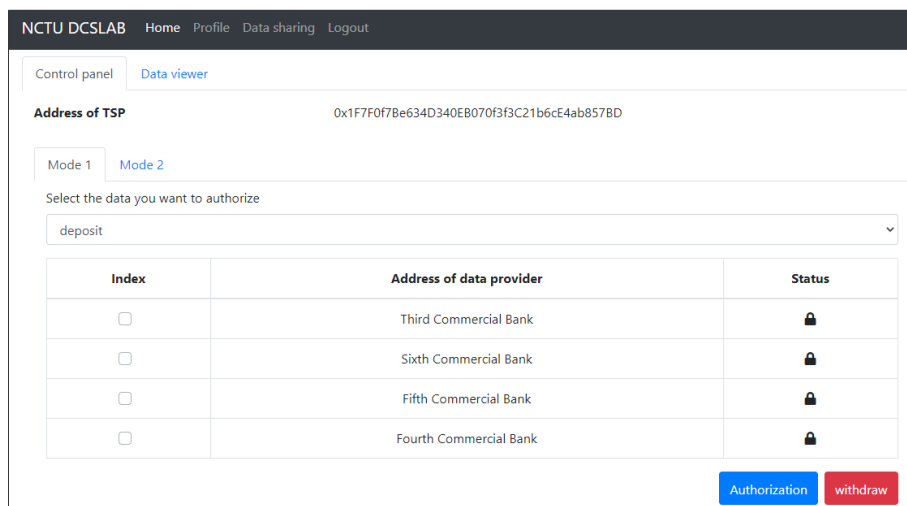 NCTU DCSLAB Home Profile Data sharing Logout
Control panel Data viewer
Address of TSP 0x1F7F0f7Be634D340EB070f3f3C21b6cE4ab857BD
Mode 1 Mode 2
Select the data you want to authorize
deposit
Index Address of data provider Status
Third Commercial Bank
Sixth Commercial Bank
Fifth Commercial Bank
Fourth Commercial Bank
Authorization withdraw